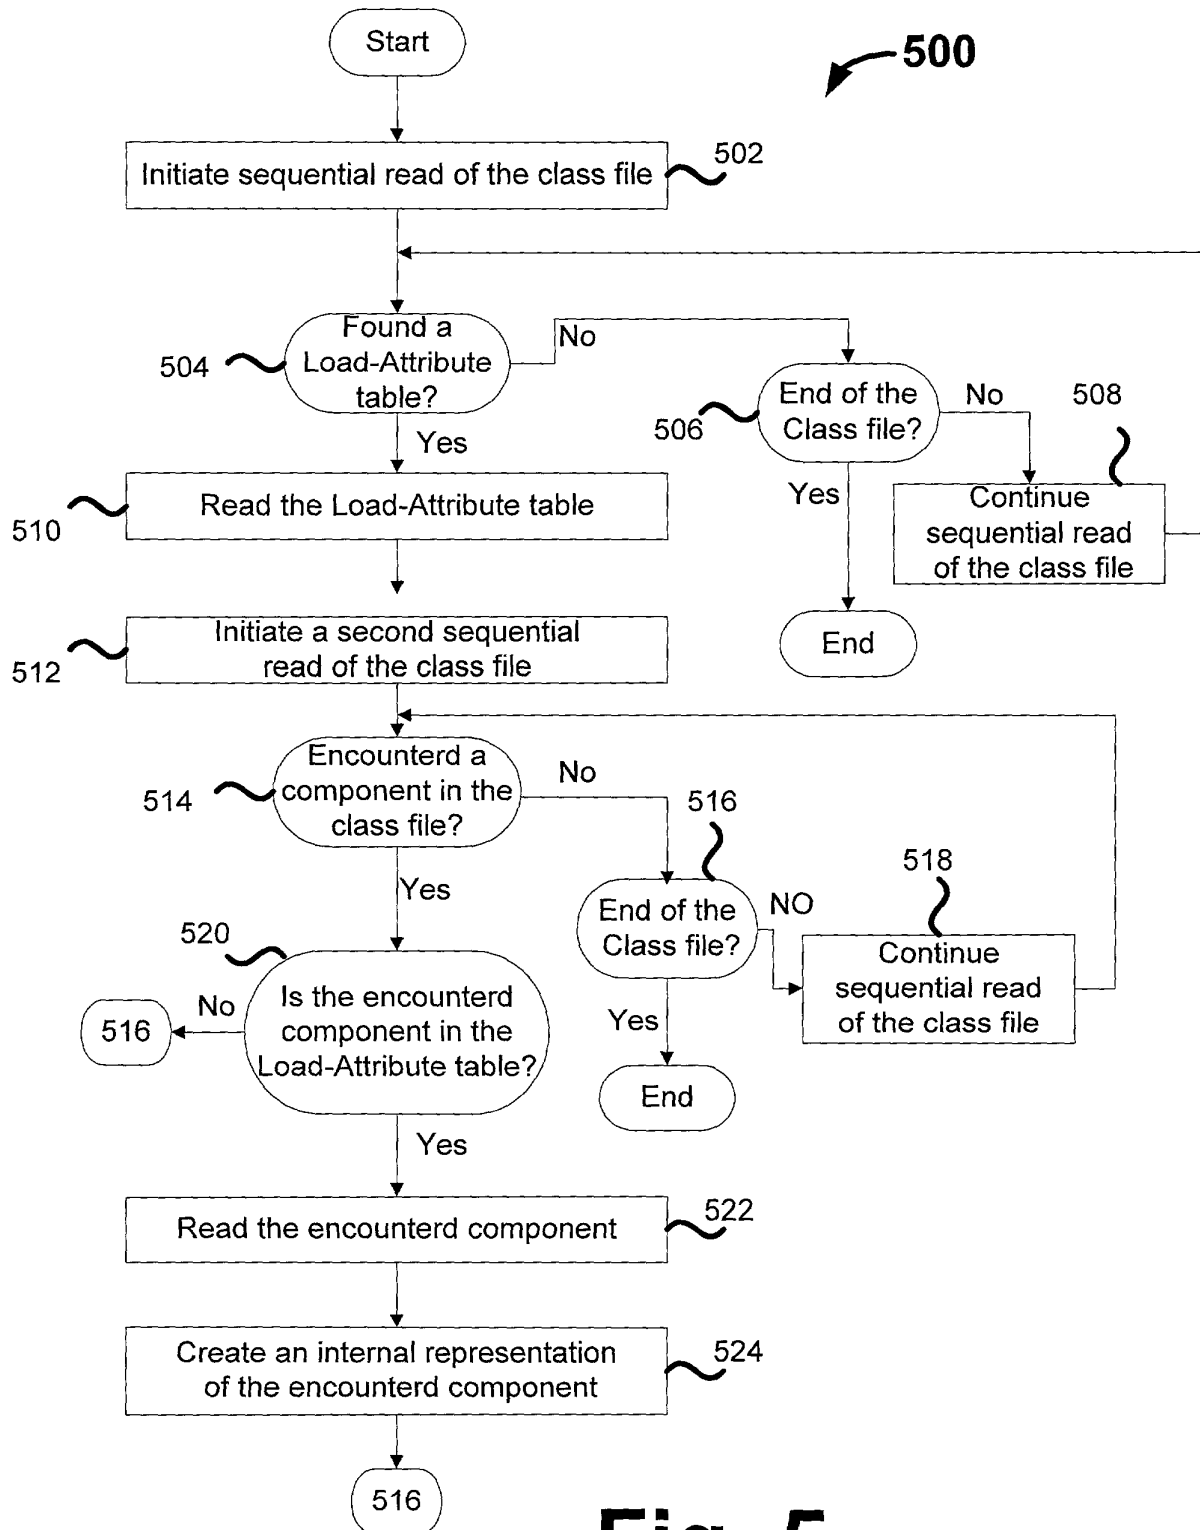 Start
500
Initiate sequential read of the class file
502
Found a
Load-Attribute
table?
504
No
End of the
Class file?
506
No
508
Yes
Yes
Read the Load-Attribute table
510
Continue
sequential read
of the class file
Initiate a second sequential
read of the class file
512
End
Encounterd a
component in the
class file?
514
No
516
518
Yes
End of the
Class file?
NO
Continue
sequential read
of the class file
520
Is the encounterd
component in the
Load-Attribute table?
No
516
Yes
End
Yes
Read the encounterd component
522
Create an internal representation
of the encounterd component
524
516
Fig. 5